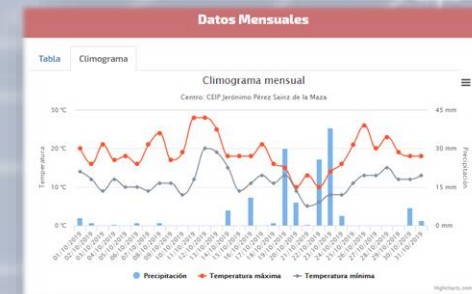 Datos Mensuales
Tabla
Climograma
Climograma mensual
Centro: CEIP Jerónimo Pérez Sainz de la Maza
50 ºC
20 ºC
10 ºC
0 ºC
Temperatura
45 mm
30 mm
15 mm
0 mm
Precipitación
01/10/2019
02/10/2019
03/10/2019
04/10/2019
05/10/2019
06/10/2019
07/10/2019
08/10/2019
09/10/2019
10/10/2019
11/10/2019
12/10/2019
13/10/2019
14/10/2019
15/10/2019
16/10/2019
17/10/2019
18/10/2019
19/10/2019
20/10/2019
21/10/2019
22/10/2019
23/10/2019
24/10/2019
25/10/2019
26/10/2019
27/10/2019
28/10/2019
29/10/2019
30/10/2019
31/10/2019
Precipitación
Temperatura máxima
Temperatura mínima
Highcharts.com